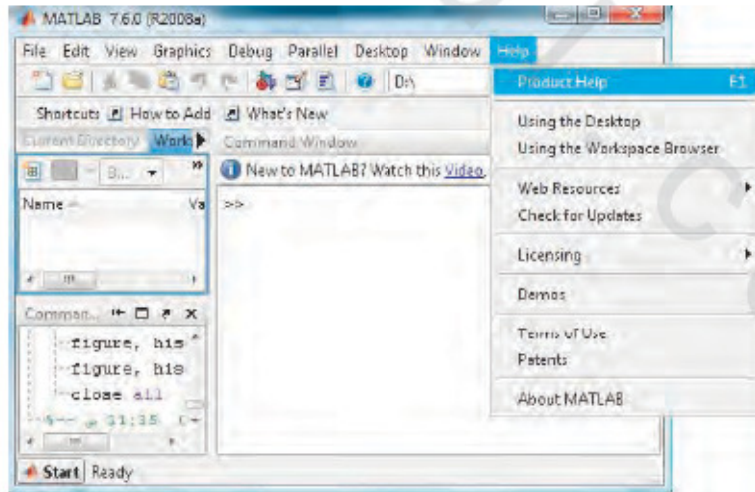 MATLAB 7.6.0 (R2008a)
File Edit View Graphics Debug Parallel Desktop Window Help
D:\
Shortcuts How to Add What's New
Current Directory Work
Command Window
B...
New to MATLAB? Watch this Video.
Name Va
>>
Comman...
figure, his
figure, his
close all
Start Ready
Product Help F1
Using the Desktop
Using the Workspace Browser
Web Resources
Check for Updates
Licensing
Demos
Terms of Use
Patents
About MATLAB